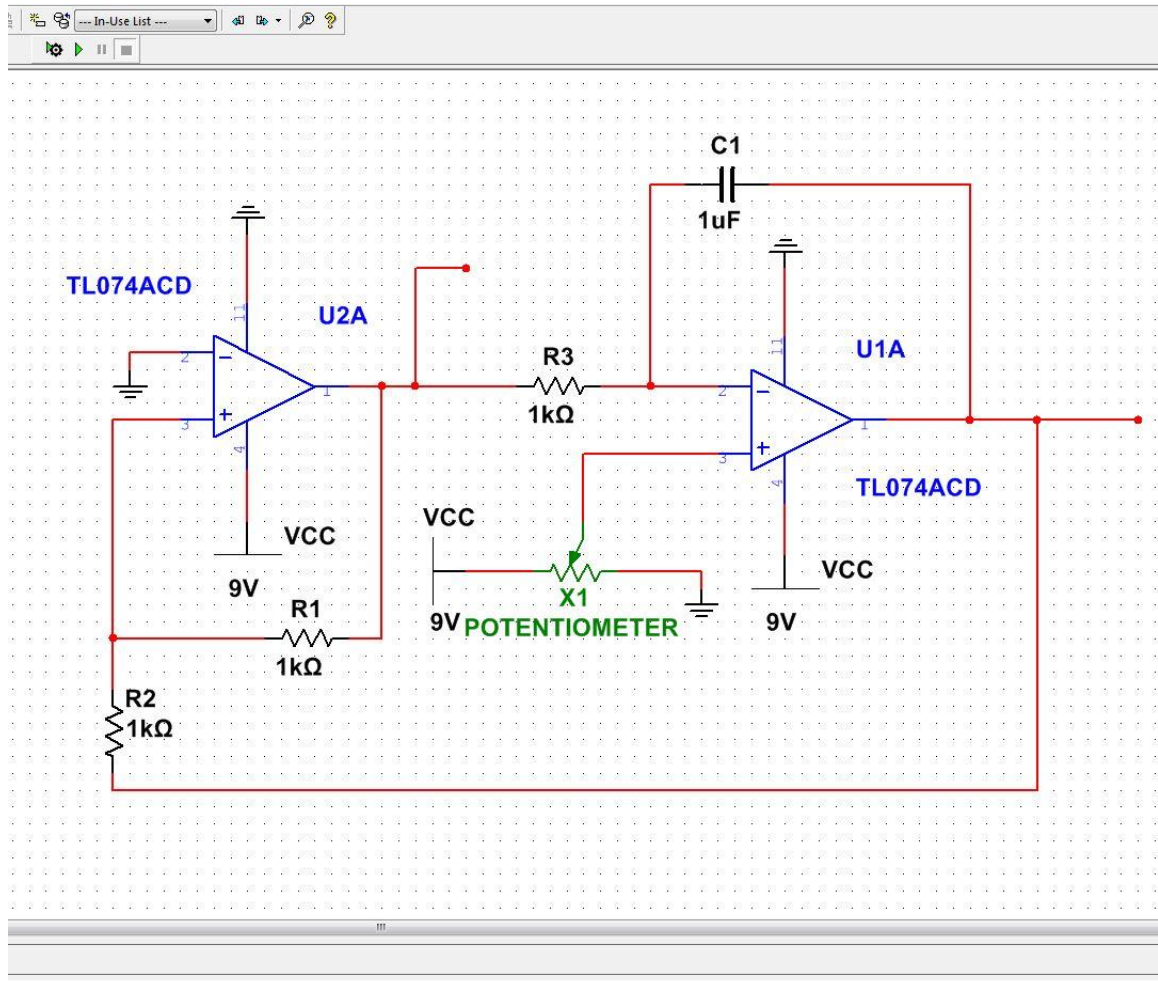 --- In-Use List ---
C1
1uF
TL074ACD
11
U2A
2
3
1
4
VCC
9V
R3
1kΩ
11
U1A
2
3
1
4
TL074ACD
VCC
9V
X1
POTENTIOMETER
VCC
9V
R1
1kΩ
R2
1kΩ